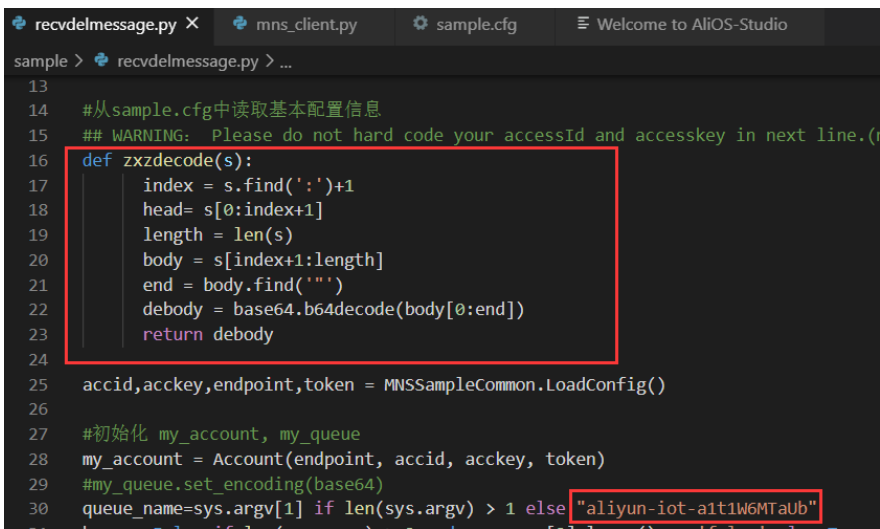 recvdelmessage.py mns_client.py sample.cfg Welcome to AliOS-Studio
sample > recvdelmessage.py > ...
13
14 #从sample.cfg中读取基本配置信息
15 ## WARNING： Please do not hard code your accessId and accesskey in next line.(
16 def zxzdecode(s):
17 index = s.find(':')+1
18 head= s[0:index+1]
19 length = len(s)
20 body = s[index+1:length]
21 end = body.find('"')
22 debody = base64.b64decode(body[0:end])
23 return debody
24
25 accid,acckey,endpoint,token = MNSSampleCommon.LoadConfig()
26
27 #初始化 my_account, my_queue
28 my_account = Account(endpoint, accid, acckey, token)
29 #my_queue.set_encoding(base64)
30 queue_name=sys.argv[1] if len(sys.argv) > 1 else "aliyun-iot-a1t1W6MTaUb"